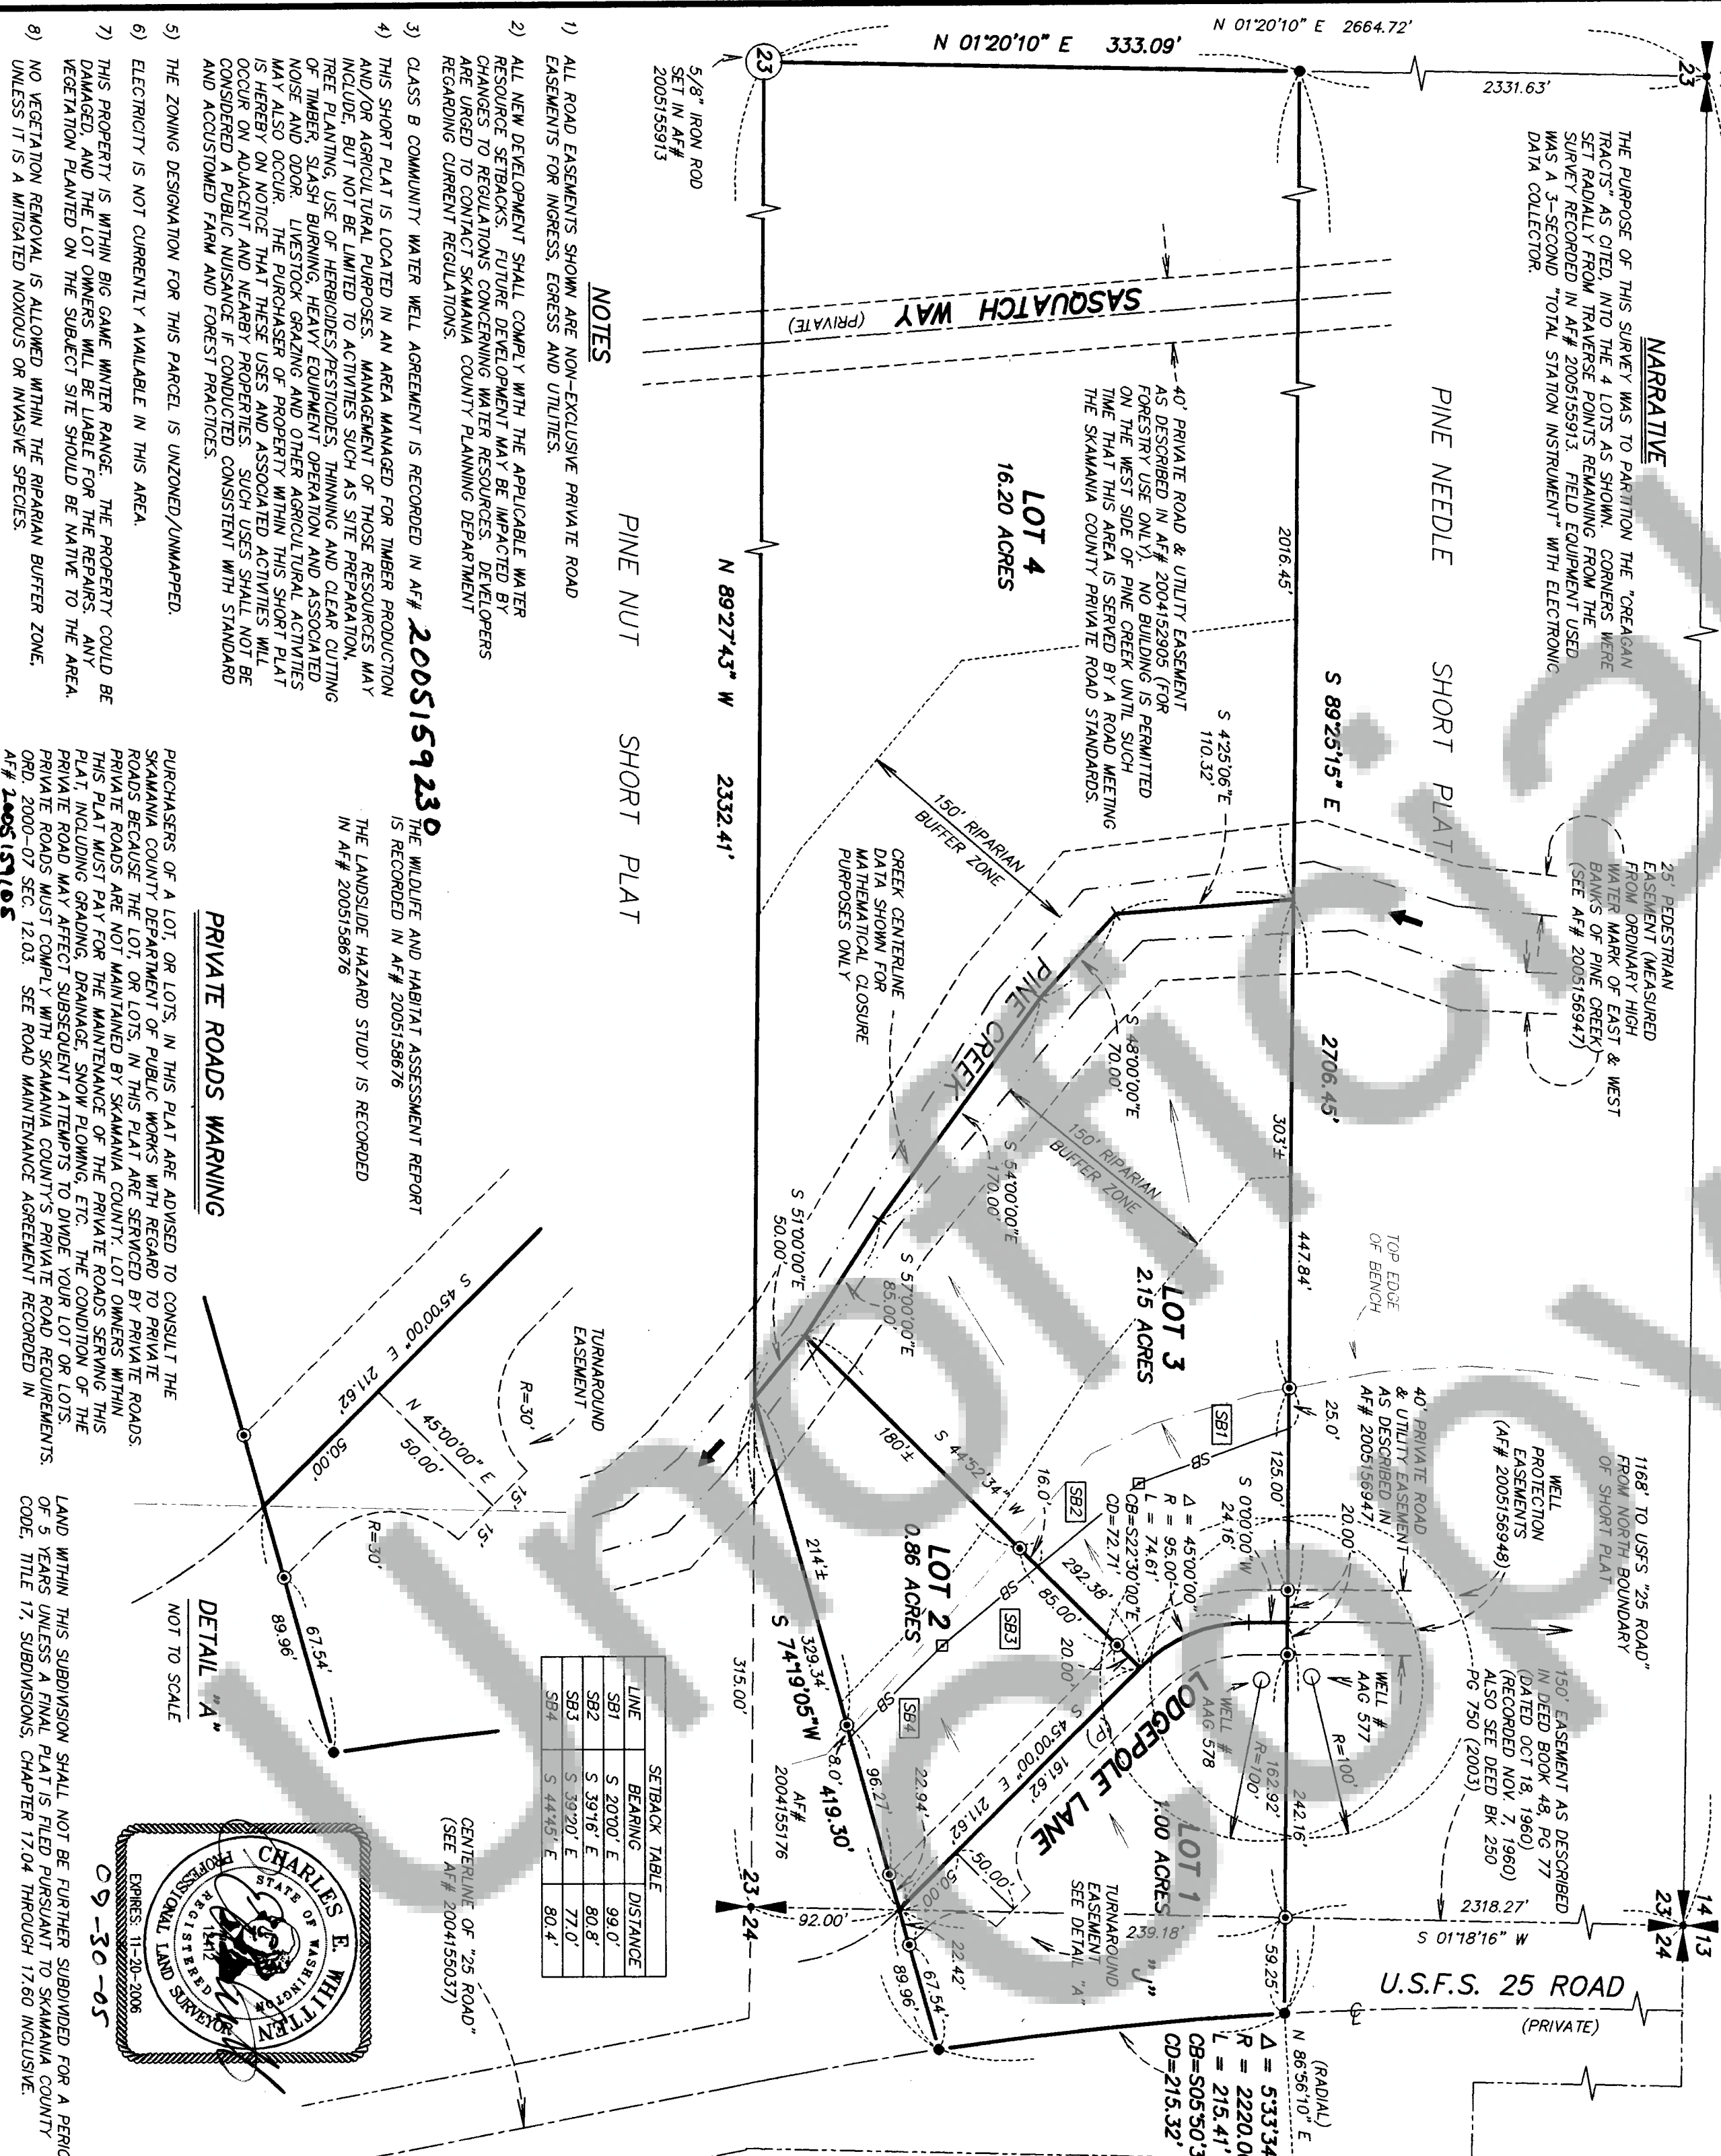 NARRATIVE
THE PURPOSE OF THIS SURVEY WAS TO PARTITION THE "CREAGAN
TRACTS" AS CITED, INTO THE 4 LOTS AS SHOWN. CORNERS WERE
SET RADIALLY FROM TRAVERSE POINTS REMAINING FROM THE
SURVEY RECORDED IN AF# 2005155913. FIELD EQUIPMENT USED
WAS A 3-SECOND "TOTAL STATION INSTRUMENT" WITH ELECTRONIC
DATA COLLECTOR.
N 01°20'10" E 2664.72'
N 01°20'10" E 333.09'
2331.63'
23
23
5/8" IRON ROD
SET IN AF#
2005155913
PINE NEEDLE SHORT PLAT
25' PEDESTRIAN
EASEMENT (MEASURED
FROM ORDINARY HIGH
WATER MARK OF EAST & WEST
BANKS OF PINE CREEK)
(SEE AF# 2005156947)
1168' TO USFS "25 ROAD"
FROM NORTH BOUNDARY
OF SHORT PLAT
WELL
PROTECTION
EASEMENTS
(AF# 2005156948)
150' EASEMENT AS DESCRIBED
IN DEED BOOK 48, PG 77
(DATED OCT 18, 1960)
(RECORDED NOV. 7, 1960)
ALSO SEE DEED BK 250
PG 750 (2003)
40' PRIVATE ROAD
& UTILITY EASEMENT
AS DESCRIBED IN
AF# 2005156947
TOP EDGE
OF BENCH
14 13
23 24
2318.27'
S 01°18'16" W
U.S.F.S. 25 ROAD
(PRIVATE)
S 89°25'15" E 2706.45'
2016.45'
303'±
447.84'
25.0'
125.00'
20.00'
S 0°00'00"W
24.16'
162.92'
242.16'
59.25'
N 86°56'10" E
(RADIAL)
R = 2220.0
L = 215.41'
CD=215.32'
SASQUATCH WAY (PRIVATE)
40' PRIVATE ROAD & UTILITY EASEMENT
AS DESCRIBED IN AF# 2004152905 (FOR
FORESTRY USE ONLY). NO BUILDING IS PERMITTED
ON THE WEST SIDE OF PINE CREEK UNTIL SUCH
TIME THAT THIS AREA IS SERVED BY A ROAD MEETING
THE SKAMANIA COUNTY PRIVATE ROAD STANDARDS.
LOT 4
16.20 ACRES
S 4°25'06"E
110.32'
150' RIPARIAN
BUFFER ZONE
CREEK CENTERLINE
DATA SHOWN FOR
MATHEMATICAL CLOSURE
PURPOSES ONLY
PINE CREEK
S 48°00'00"E
70.00'
S 54°00'00"E
170.00'
150' RIPARIAN
BUFFER ZONE
S 57°00'00"E
85.00'
S 51°00'00"E
50.00'
LOT 3
2.15 ACRES
SB1
SB
SB2
SB
SB3
SB
SB4
Δ = 45°00'00"
R = 95.00'
L = 74.61'
CB=S22°30'00"E
CD=72.71'
180'±
S 44°52'34" W
292.38'
16.0'
85.00'
20.00'
LOT 2
0.86 ACRES
WELL #
AAG 577
R=100'
WELL #
AAG 578
R=100'
LODGEPOLE LANE
(P)
S 45°00'00" E
161.62'
211.62'
50.00'
50.00'
LOT 1
1.00 ACRES
"J"
TURNAROUND
EASEMENT
SEE DETAIL "A"
239.18'
92.00'
22.94'
22.42'
67.54'
89.96'
96.27'
8.0'
214'±
329.34'
S 74°19'05"W 419.30'
AF#
2004155176
315.00'
23 24
N 89°27'43" W 2332.41'
PINE NUT SHORT PLAT
SETBACK TABLE
LINE BEARING DISTANCE
SB1 S 20°00' E 99.0'
SB2 S 39°16' E 80.8'
SB3 S 39°20' E 77.0'
SB4 S 44°45' E 80.4'
CENTERLINE OF "25 ROAD"
(SEE AF# 2004155037)
NOTES
1) ALL ROAD EASEMENTS SHOWN ARE NON-EXCLUSIVE PRIVATE ROAD
EASEMENTS FOR INGRESS, EGRESS AND UTILITIES.
2) ALL NEW DEVELOPMENT SHALL COMPLY WITH THE APPLICABLE WATER
RESOURCE SETBACKS. FUTURE DEVELOPMENT MAY BE IMPACTED BY
CHANGES TO REGULATIONS CONCERNING WATER RESOURCES. DEVELOPERS
ARE URGED TO CONTACT SKAMANIA COUNTY PLANNING DEPARTMENT
REGARDING CURRENT REGULATIONS.
3) CLASS B COMMUNITY WATER WELL AGREEMENT IS RECORDED IN AF# 2005159230
4) THIS SHORT PLAT IS LOCATED IN AN AREA MANAGED FOR TIMBER PRODUCTION
AND/OR AGRICULTURAL PURPOSES. MANAGEMENT OF THOSE RESOURCES MAY
INCLUDE, BUT NOT BE LIMITED TO ACTIVITIES SUCH AS SITE PREPARATION,
TREE PLANTING, USE OF HERBICIDES/PESTICIDES, THINNING AND CLEAR CUTTING
OF TIMBER, SLASH BURNING, HEAVY EQUIPMENT OPERATION AND ASSOCIATED
NOISE AND ODOR. LIVESTOCK GRAZING AND OTHER AGRICULTURAL ACTIVITIES
MAY ALSO OCCUR. THE PURCHASER OF PROPERTY WITHIN THIS SHORT PLAT
IS HEREBY ON NOTICE THAT THESE USES AND ASSOCIATED ACTIVITIES WILL
OCCUR ON ADJACENT AND NEARBY PROPERTIES. SUCH USES SHALL NOT BE
CONSIDERED A PUBLIC NUISANCE IF CONDUCTED CONSISTENT WITH STANDARD
AND ACCUSTOMED FARM AND FOREST PRACTICES.
5) THE ZONING DESIGNATION FOR THIS PARCEL IS UNZONED/UNMAPPED.
6) ELECTRICITY IS NOT CURRENTLY AVAILABLE IN THIS AREA.
7) THIS PROPERTY IS WITHIN BIG GAME WINTER RANGE. THE PROPERTY COULD BE
DAMAGED, AND THE LOT OWNERS WILL BE LIABLE FOR THE REPAIRS. ANY
VEGETATION PLANTED ON THE SUBJECT SITE SHOULD BE NATIVE TO THE AREA.
8) NO VEGETATION REMOVAL IS ALLOWED WITHIN THE RIPARIAN BUFFER ZONE,
UNLESS IT IS A MITIGATED NOXIOUS OR INVASIVE SPECIES.
THE WILDLIFE AND HABITAT ASSESSMENT REPORT
IS RECORDED IN AF# 2005158676
THE LANDSLIDE HAZARD STUDY IS RECORDED
IN AF# 2005158676
PRIVATE ROADS WARNING
PURCHASERS OF A LOT, OR LOTS, IN THIS PLAT ARE ADVISED TO CONSULT THE
SKAMANIA COUNTY DEPARTMENT OF PUBLIC WORKS WITH REGARD TO PRIVATE
ROADS BECAUSE THE LOT, OR LOTS, IN THIS PLAT ARE SERVICED BY PRIVATE ROADS.
PRIVATE ROADS ARE NOT MAINTAINED BY SKAMANIA COUNTY. LOT OWNERS WITHIN
THIS PLAT MUST PAY FOR THE MAINTENANCE OF THE PRIVATE ROADS SERVING THIS
PLAT, INCLUDING GRADING, DRAINAGE, SNOW PLOWING, ETC. THE CONDITION OF THE
PRIVATE ROAD MAY AFFECT SUBSEQUENT ATTEMPTS TO DIVIDE YOUR LOT OR LOTS.
PRIVATE ROADS MUST COMPLY WITH SKAMANIA COUNTY'S PRIVATE ROAD REQUIREMENTS.
ORD. 2000-07 SEC. 12.03. SEE ROAD MAINTENANCE AGREEMENT RECORDED IN
AF# 2005159105
TURNAROUND
EASEMENT
R=30'
S 45°00'00" E
211.62'
N 45°00'00" E
50.00'
50.00'
15'
15'
R=30'
67.54'
89.96'
DETAIL "A"
NOT TO SCALE
LAND WITHIN THIS SUBDIVISION SHALL NOT BE FURTHER SUBDIVIDED FOR A PERIO
OF 5 YEARS UNLESS A FINAL PLAT IS FILED PURSUANT TO SKAMANIA COUNTY
CODE, TITLE 17, SUBDIVISIONS, CHAPTER 17.04 THROUGH 17.60 INCLUSIVE.
CHARLES E. WHITTEN
STATE OF WASHINGTON
12412
REGISTERED
PROFESSIONAL LAND SURVEYOR
EXPIRES: 11-20-2006
09-30-05
Unofficial
Copy